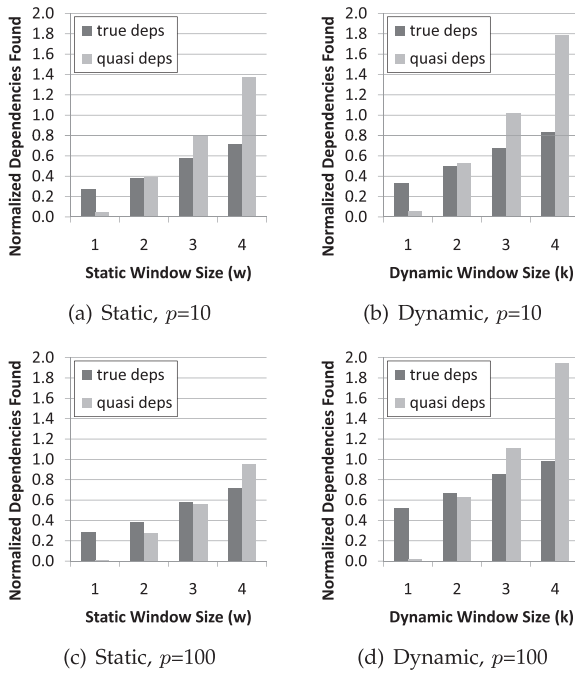 Normalized Dependencies Found
2.0
1.8
1.6
1.4
1.2
1.0
0.8
0.6
0.4
0.2
0.0
true deps
quasi deps
1 2 3 4
Static Window Size (w)
(a) Static, p=10
Normalized Dependencies Found
2.0
1.8
1.6
1.4
1.2
1.0
0.8
0.6
0.4
0.2
0.0
true deps
quasi deps
1 2 3 4
Dynamic Window Size (k)
(b) Dynamic, p=10
Normalized Dependencies Found
2.0
1.8
1.6
1.4
1.2
1.0
0.8
0.6
0.4
0.2
0.0
true deps
quasi deps
1 2 3 4
Static Window Size (w)
(c) Static, p=100
Normalized Dependencies Found
2.0
1.8
1.6
1.4
1.2
1.0
0.8
0.6
0.4
0.2
0.0
true deps
quasi deps
1 2 3 4
Dynamic Window Size (k)
(d) Dynamic, p=100